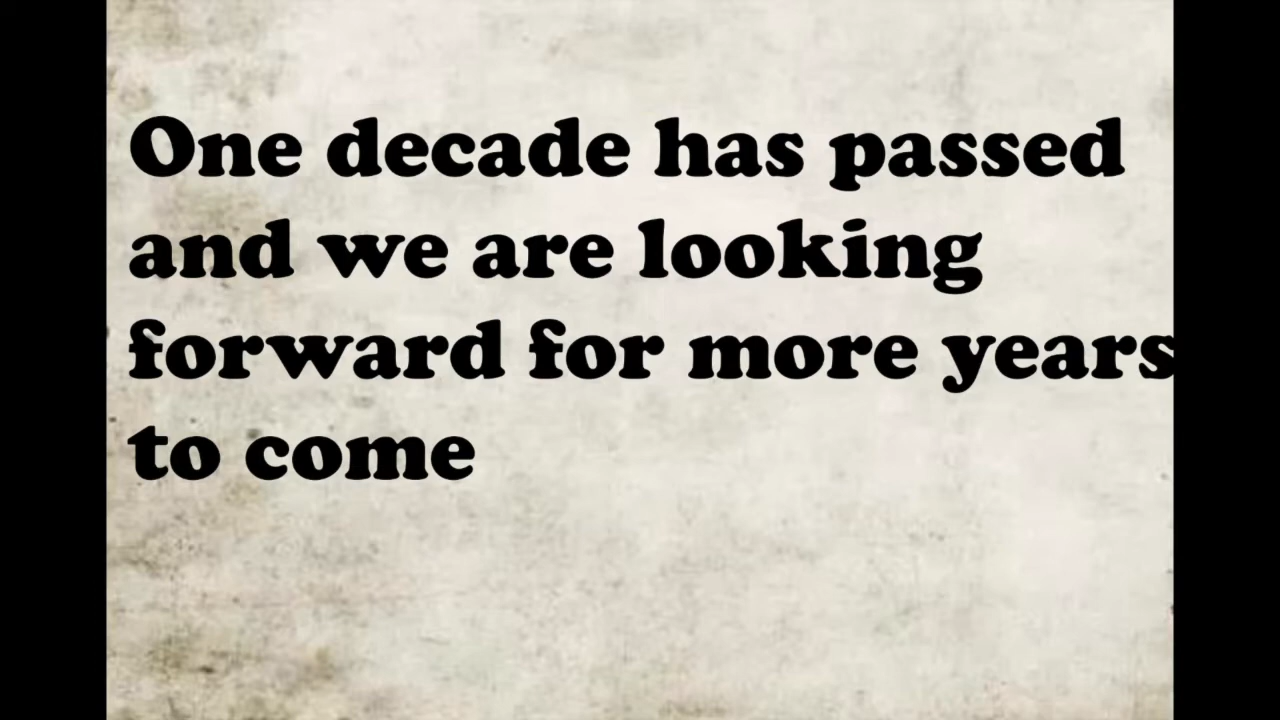 One decade has passed
and we are looking
forward for more years
to come